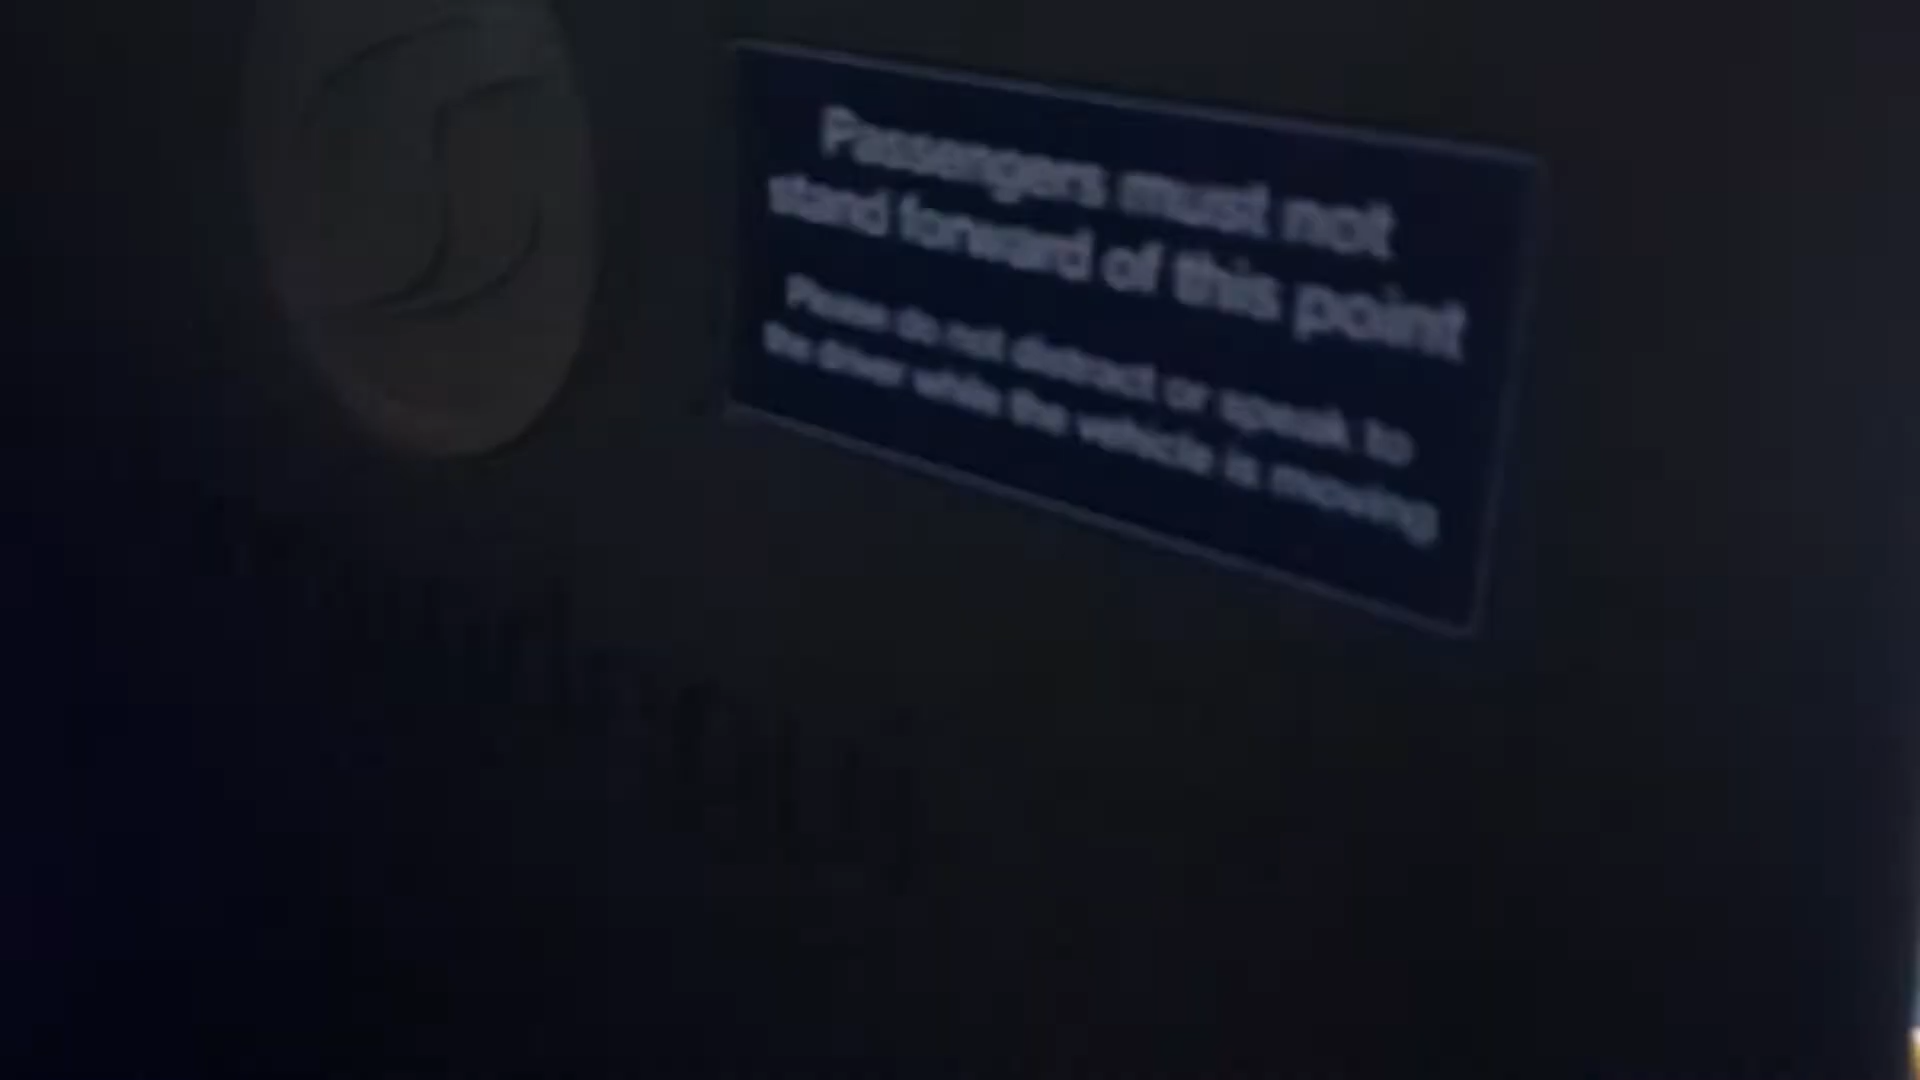 Passengers must not
stand forward of this point
Please do not distract or speak to
the driver while the vehicle is moving